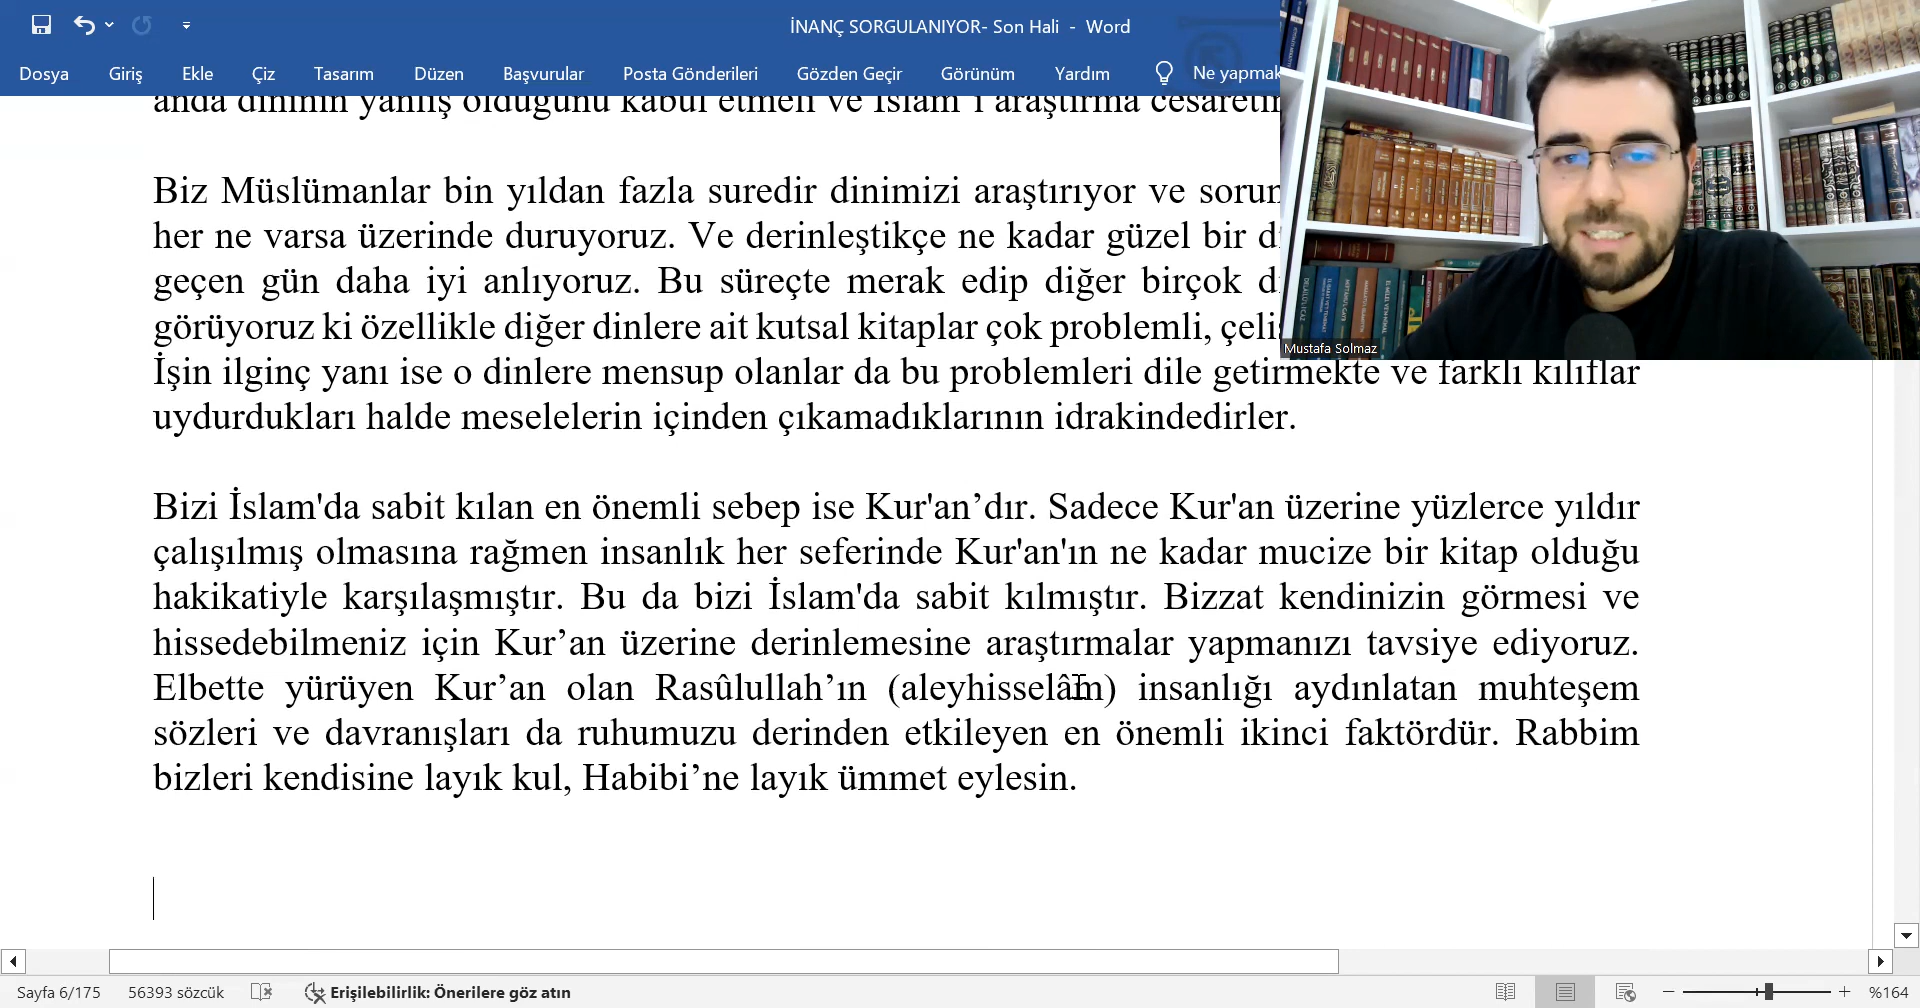 İNANÇ SORGULANIYOR- Son Hali - Word
Dosya Giriş Ekle Çiz Tasarım Düzen Başvurular Posta Gönderileri Gözden Geçir Görünüm Yardım Ne yapmak
anda dininin yanlış olduğunu kabul etmeli ve İslam'ı araştırma
Biz Müslümanlar bin yıldan fazla suredir dinimizi araştırıyor ve
her ne varsa üzerinde duruyoruz. Ve derinleştikçe ne kadar güzel bir
geçen gün daha iyi anlıyoruz. Bu süreçte merak edip diğer birçok
görüyoruz ki özellikle diğer dinlere ait kutsal kitaplar çok problemli,
Mustafa Solmaz
İşin ilginç yanı ise o dinlere mensup olanlar da bu problemleri dile getirmekte ve farklı kılıflar
uydurdukları halde meselelerin içinden çıkamadıklarının idrakindedirler.
Bizi İslam'da sabit kılan en önemli sebep ise Kur'an’dır. Sadece Kur'an üzerine yüzlerce yıldır
çalışılmış olmasına rağmen insanlık her seferinde Kur'an'ın ne kadar mucize bir kitap olduğu
hakikatiyle karşılaşmıştır. Bu da bizi İslam'da sabit kılmıştır. Bizzat kendinizin görmesi ve
hissedebilmeniz için Kur’an üzerine derinlemesine araştırmalar yapmanızı tavsiye ediyoruz.
Elbette yürüyen Kur’an olan Rasûlullah’ın (aleyhisselâm) insanlığı aydınlatan muhteşem
sözleri ve davranışları da ruhumuzu derinden etkileyen en önemli ikinci faktördür. Rabbim
bizleri kendisine layık kul, Habibi’ne layık ümmet eylesin.
Sayfa 6/175 56393 sözcük Erişilebilirlik: Önerilere göz atın %164